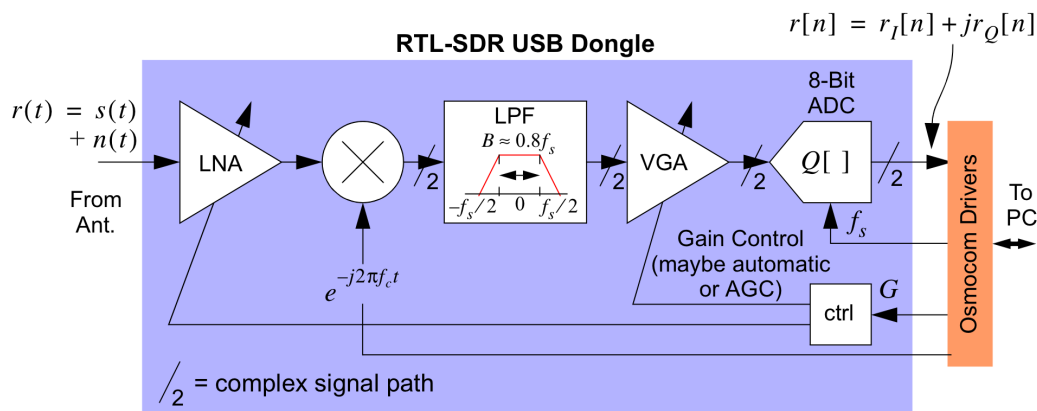 RTL-SDR USB Dongle
r[n] = r_I[n] + jr_Q[n]
r(t) = s(t)
+ n(t)
From
Ant.
LNA
/2
LPF
B ≈ 0.8f_s
−f_s/2 0 f_s/2
/2
VGA
/2
8-Bit
ADC
Q[ ]
/2
f_s
Osmocom Drivers
To
PC
Gain Control
(maybe automatic
or AGC)
ctrl
G
e^{−j2πf_ct}
/2 = complex signal path